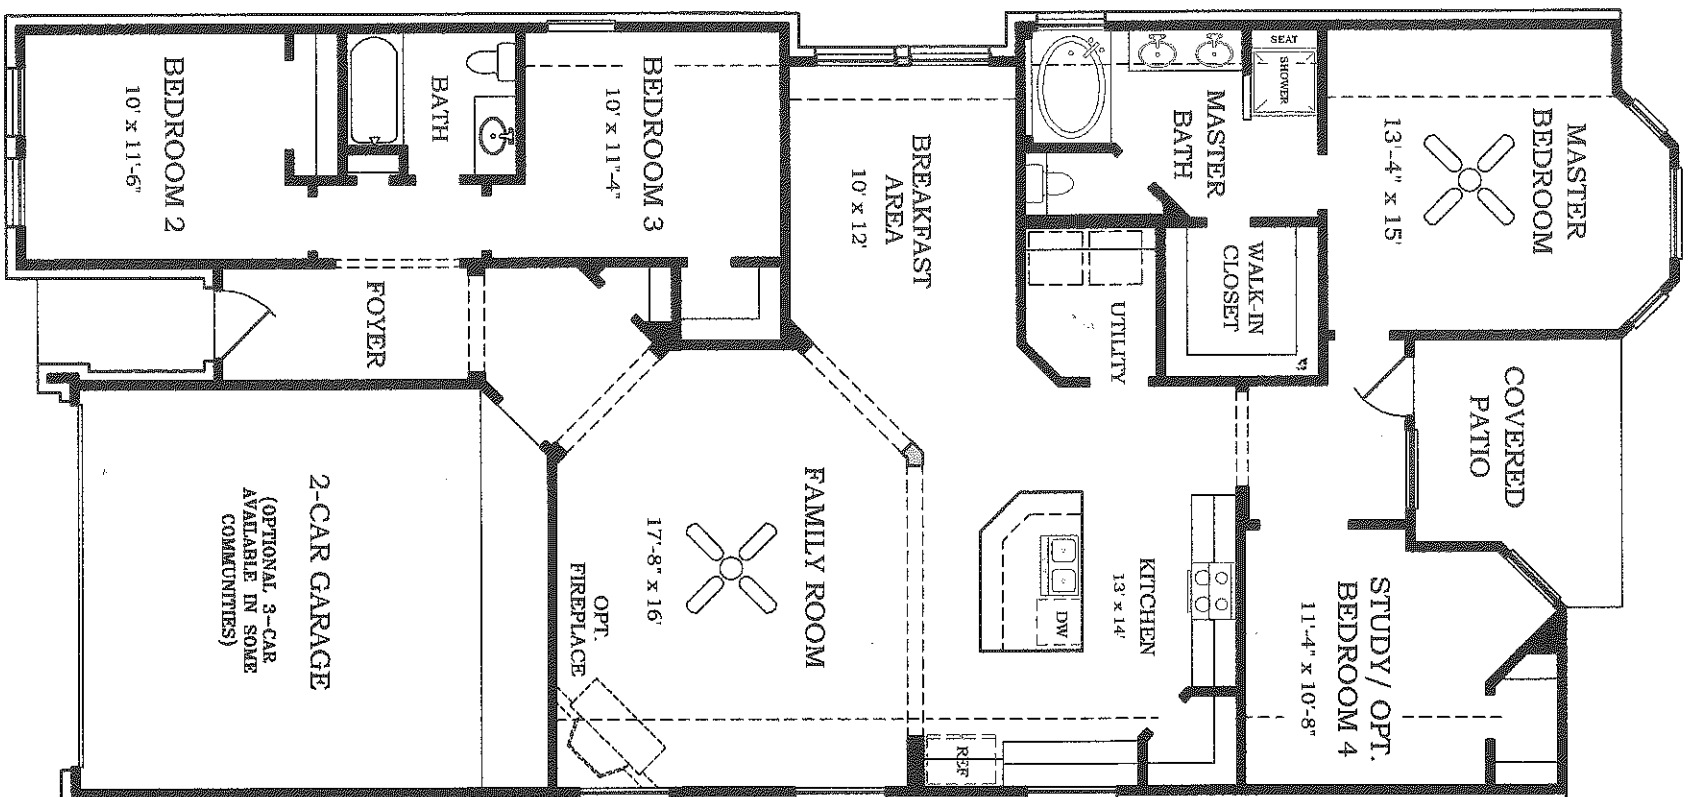 MASTER
BEDROOM
13'-4" x 15'
COVERED
PATIO
STUDY/ OPT.
BEDROOM 4
11'-4" x 10'-8"
SEAT
SHOWER
MASTER
BATH
WALK-IN
CLOSET
UTILITY
KITCHEN
13' x 14'
DW
REF
BREAKFAST
AREA
10' x 12'
FAMILY ROOM
17'-8" x 16'
OPT.
FIREPLACE
BEDROOM 3
10' x 11'-4"
BATH
BEDROOM 2
10' x 11'-6"
FOYER
2-CAR GARAGE
(OPTIONAL 3-CAR
AVAILABLE IN SOME
COMMUNITIES)